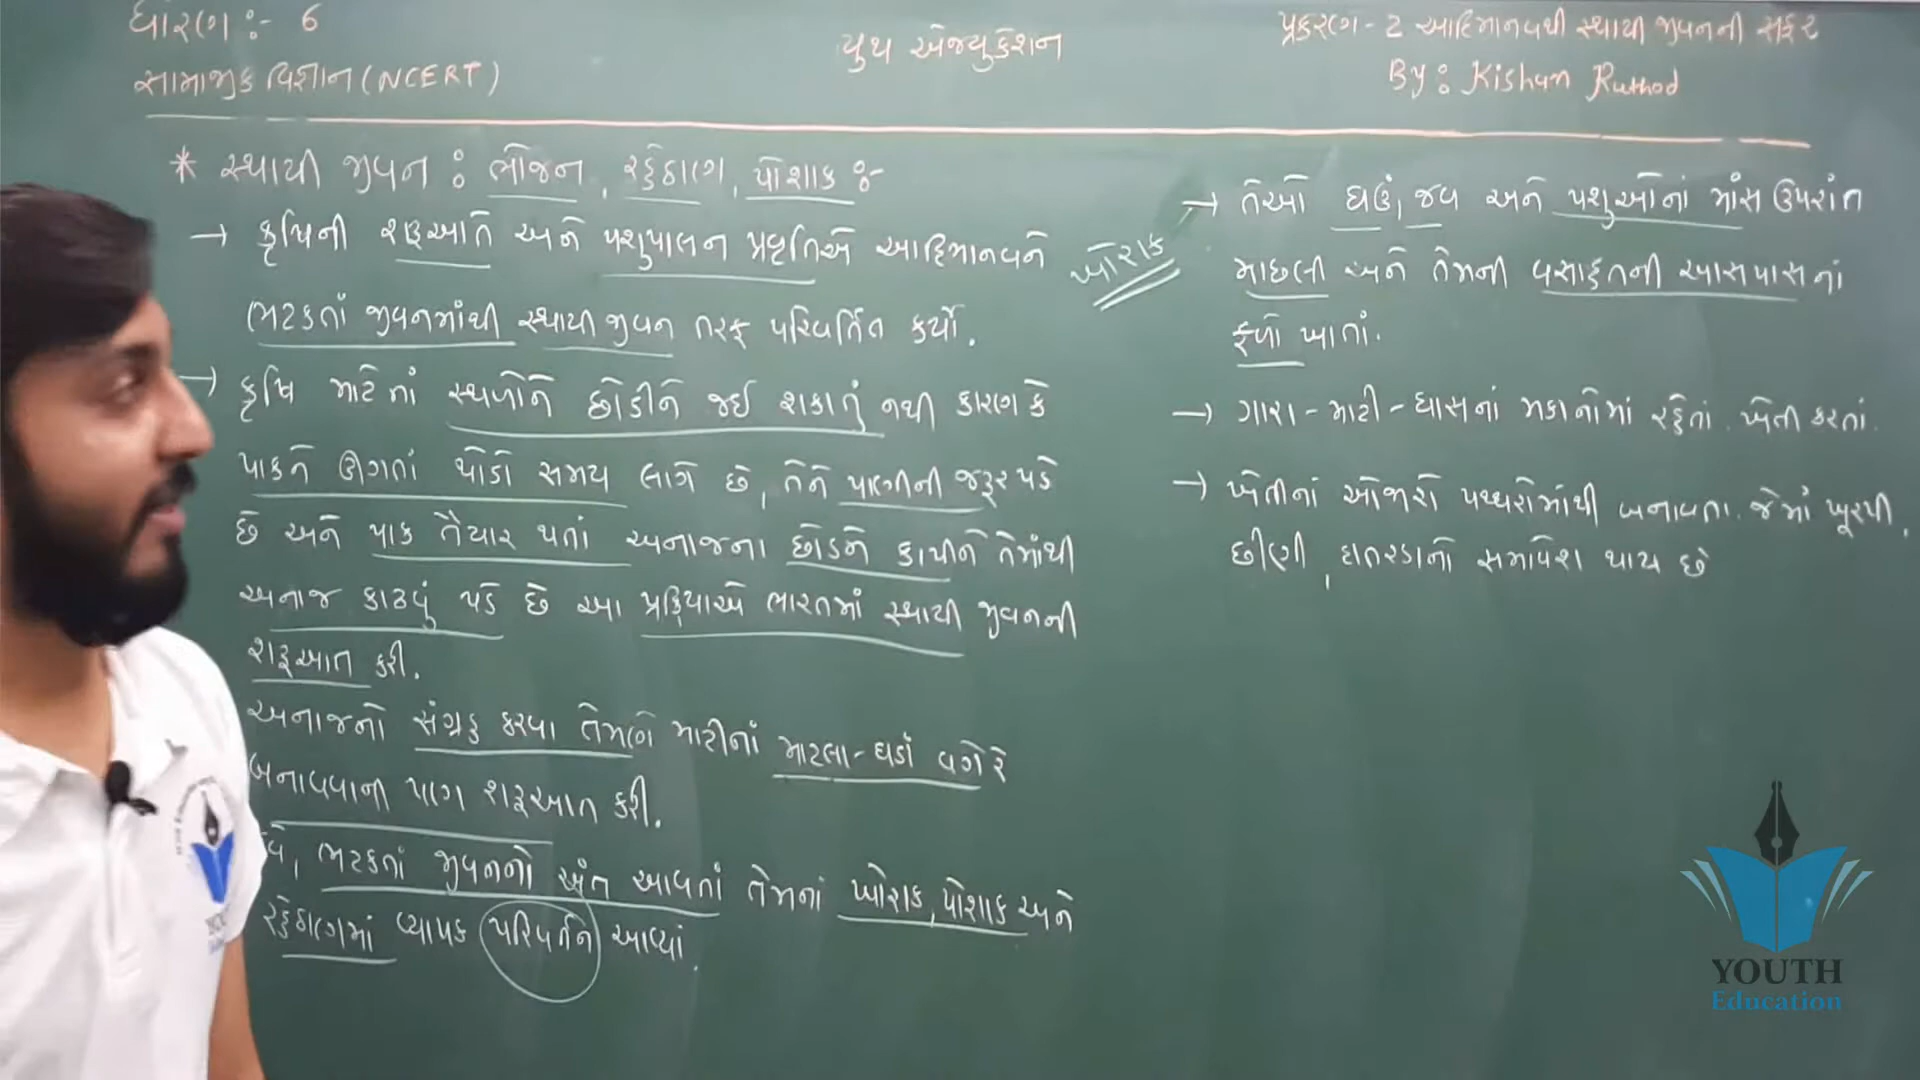 ધોરણ :- 6
સામાજીક વિજ્ઞાન (NCERT)
યુથ એજ્યુકેશન
પ્રકરણ - 2 આદિમાનવથી સ્થાયી જીવનની સફર
By : Kishan Rathod
* સ્થાયી જીવન : ભોજન, રહેઠાણ, પોશાક :-
→ કૃષિની શરૂઆત અને પશુપાલન પ્રવૃતિએ આદિમાનવને
ભટકતાં જીવનમાંથી સ્થાયી જીવન તરફ પરિવર્તિત કર્યો.
→ કૃષિ માટેનાં સ્થળોને છોડીને જઈ શકાતું નથી કારણ કે
પાકને ઊગતાં થોડો સમય લાગે છે, તેને પાણીની જરૂર પડે
છે અને પાક તૈયાર થતાં અનાજના છોડને કાપીને તેમાંથી
અનાજ કાઢવું પડે છે આ પ્રક્રિયાએ ભારતમાં સ્થાયી જીવનની
શરૂઆત કરી.
અનાજનો સંગ્રહ કરવા તેમણે માટીનાં માટલા - ઘડાં વગેરે
બનાવવાની પણ શરૂઆત કરી.
ભટકતાં જીવનનો અંત આવતાં તેમનાં ખોરાક, પોશાક અને
રહેઠાણમાં વ્યાપક પરિવર્તન આવ્યાં.
ખોરાક
→ તેઓ ઘઉં, જવ અને પશુઓનાં માંસ ઉપરાંત
માછલી અને તેમની વસાહતની આસપાસનાં
ફળો ખાતાં.
→ ગારા - માટી - ઘાસનાં મકાનોમાં રહેતાં. ખેતી કરતાં.
→ ખેતીનાં ઓજારો પથ્થરોમાંથી બનાવતા. જેમાં ખૂરપી,
છીણી, દાતરડાનો સમાવેશ થાય છે
YOUTH
Education